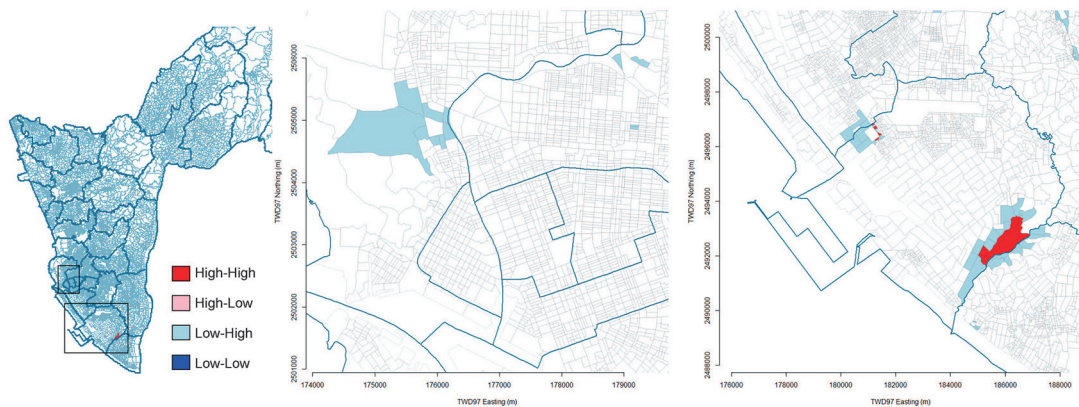 High-High
High-Low
Low-High
Low-Low
TWD97 Northing (m)
2506000
2505000
2504000
2503000
2502000
2501000
174000 175000 176000 177000 178000 179000
TWD97 Easting (m)
TWD97 Northing (m)
2500000
2498000
2496000
2494000
2492000
2490000
2488000
176000 178000 180000 182000 184000 186000 188000
TWD97 Easting (m)